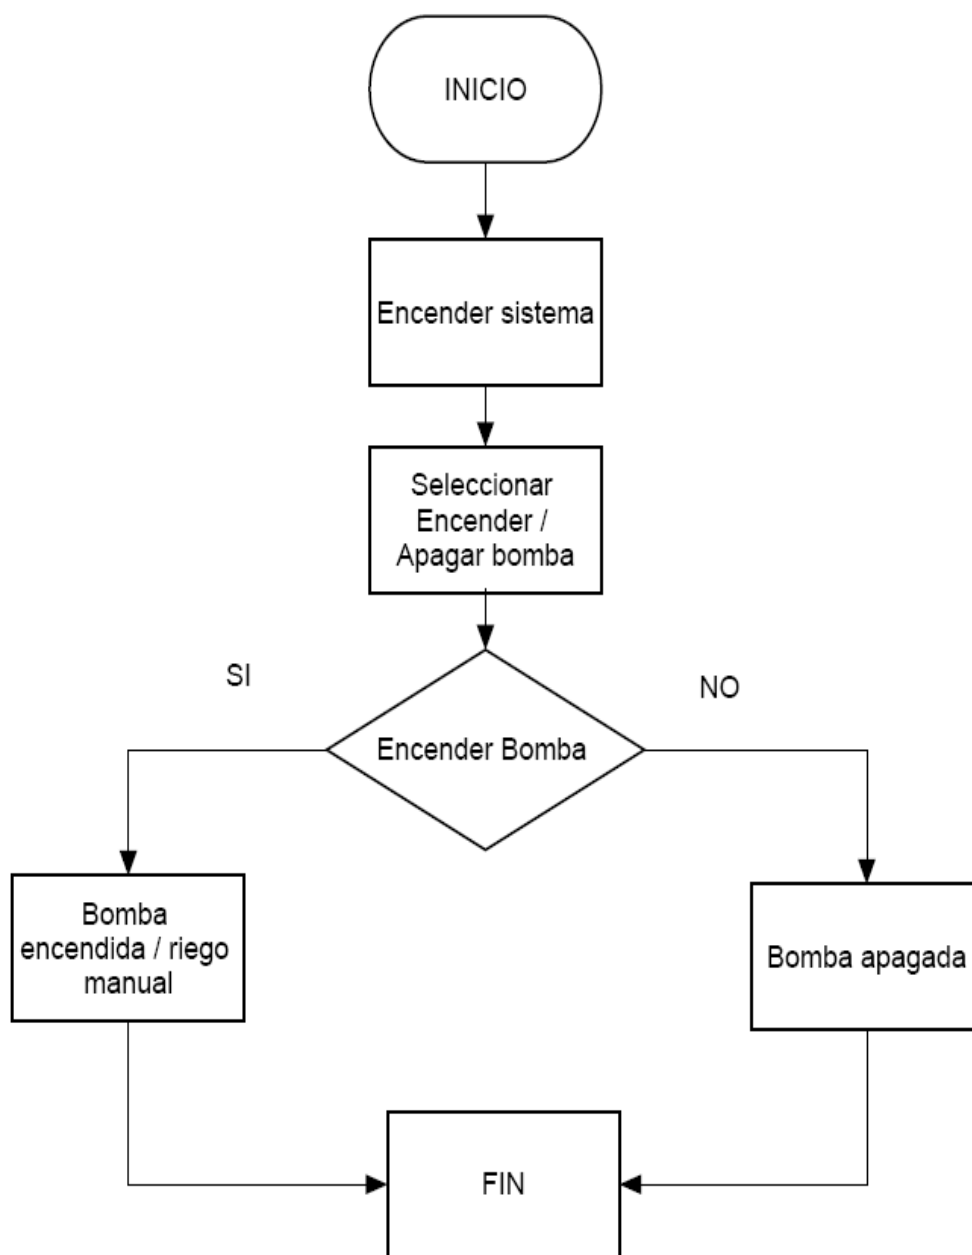 INICIO
Encender sistema
Seleccionar
Encender /
Apagar bomba
SI
NO
Encender Bomba
Bomba
encendida / riego
manual
Bomba apagada
FIN